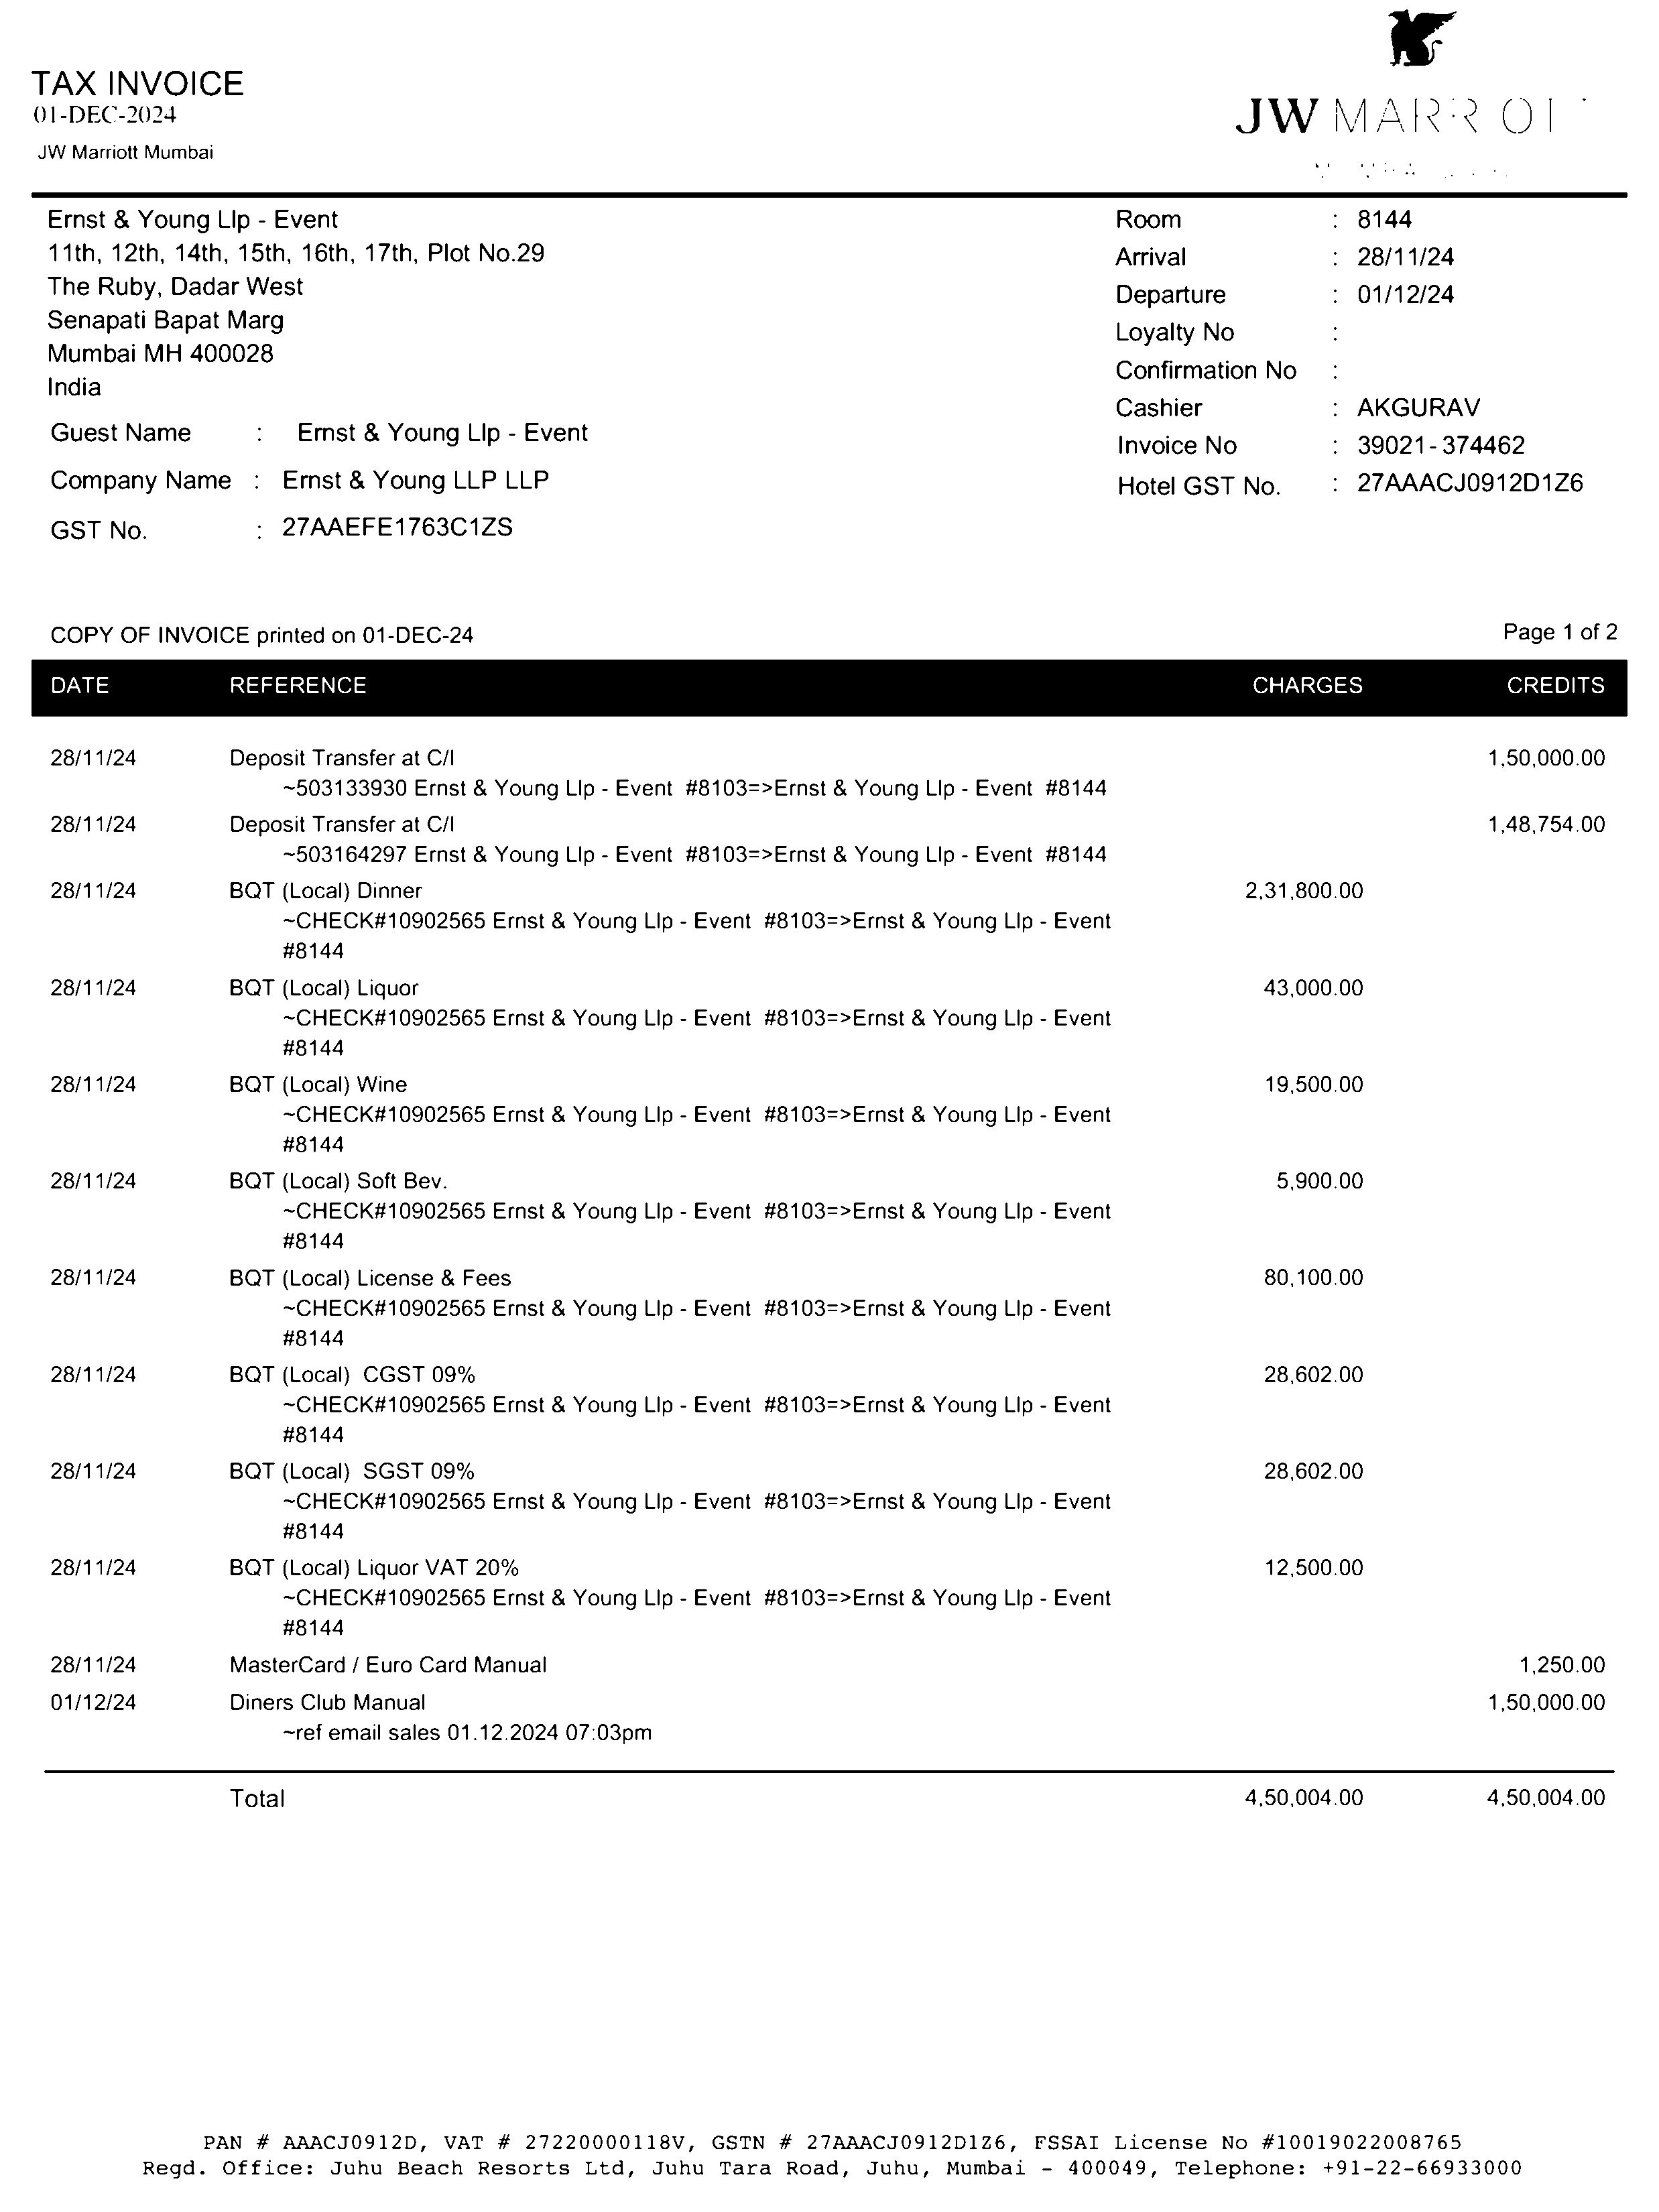 TAX INVOICE
01-DEC-2024
JW Marriott Mumbai
JW MARRIOT
Ernst & Young Llp - Event
11th, 12th, 14th, 15th, 16th, 17th, Plot No.29
The Ruby, Dadar West
Senapati Bapat Marg
Mumbai MH 400028
India
Guest Name : Ernst & Young Llp - Event
Company Name : Ernst & Young LLP LLP
GST No. : 27AAEFE1763C1ZS
Room : 8144
Arrival : 28/11/24
Departure : 01/12/24
Loyalty No :
Confirmation No :
Cashier : AKGURAV
Invoice No : 39021-374462
Hotel GST No. : 27AAACJ0912D1Z6
COPY OF INVOICE printed on 01-DEC-24 Page 1 of 2
DATE REFERENCE CHARGES CREDITS
28/11/24 Deposit Transfer at C/I 1,50,000.00
~503133930 Ernst & Young Llp - Event #8103=>Ernst & Young Llp - Event #8144
28/11/24 Deposit Transfer at C/I 1,48,754.00
~503164297 Ernst & Young Llp - Event #8103=>Ernst & Young Llp - Event #8144
28/11/24 BQT (Local) Dinner 2,31,800.00
~CHECK#10902565 Ernst & Young Llp - Event #8103=>Ernst & Young Llp - Event
#8144
28/11/24 BQT (Local) Liquor 43,000.00
~CHECK#10902565 Ernst & Young Llp - Event #8103=>Ernst & Young Llp - Event
#8144
28/11/24 BQT (Local) Wine 19,500.00
~CHECK#10902565 Ernst & Young Llp - Event #8103=>Ernst & Young Llp - Event
#8144
28/11/24 BQT (Local) Soft Bev. 5,900.00
~CHECK#10902565 Ernst & Young Llp - Event #8103=>Ernst & Young Llp - Event
#8144
28/11/24 BQT (Local) License & Fees 80,100.00
~CHECK#10902565 Ernst & Young Llp - Event #8103=>Ernst & Young Llp - Event
#8144
28/11/24 BQT (Local) CGST 09% 28,602.00
~CHECK#10902565 Ernst & Young Llp - Event #8103=>Ernst & Young Llp - Event
#8144
28/11/24 BQT (Local) SGST 09% 28,602.00
~CHECK#10902565 Ernst & Young Llp - Event #8103=>Ernst & Young Llp - Event
#8144
28/11/24 BQT (Local) Liquor VAT 20% 12,500.00
~CHECK#10902565 Ernst & Young Llp - Event #8103=>Ernst & Young Llp - Event
#8144
28/11/24 MasterCard / Euro Card Manual 1,250.00
01/12/24 Diners Club Manual 1,50,000.00
~ref email sales 01.12.2024 07:03pm
Total 4,50,004.00 4,50,004.00
PAN # AAACJ0912D, VAT # 27220000118V, GSTN # 27AAACJ0912D1Z6, FSSAI License No #10019022008765
Regd. Office: Juhu Beach Resorts Ltd, Juhu Tara Road, Juhu, Mumbai - 400049, Telephone: +91-22-66933000